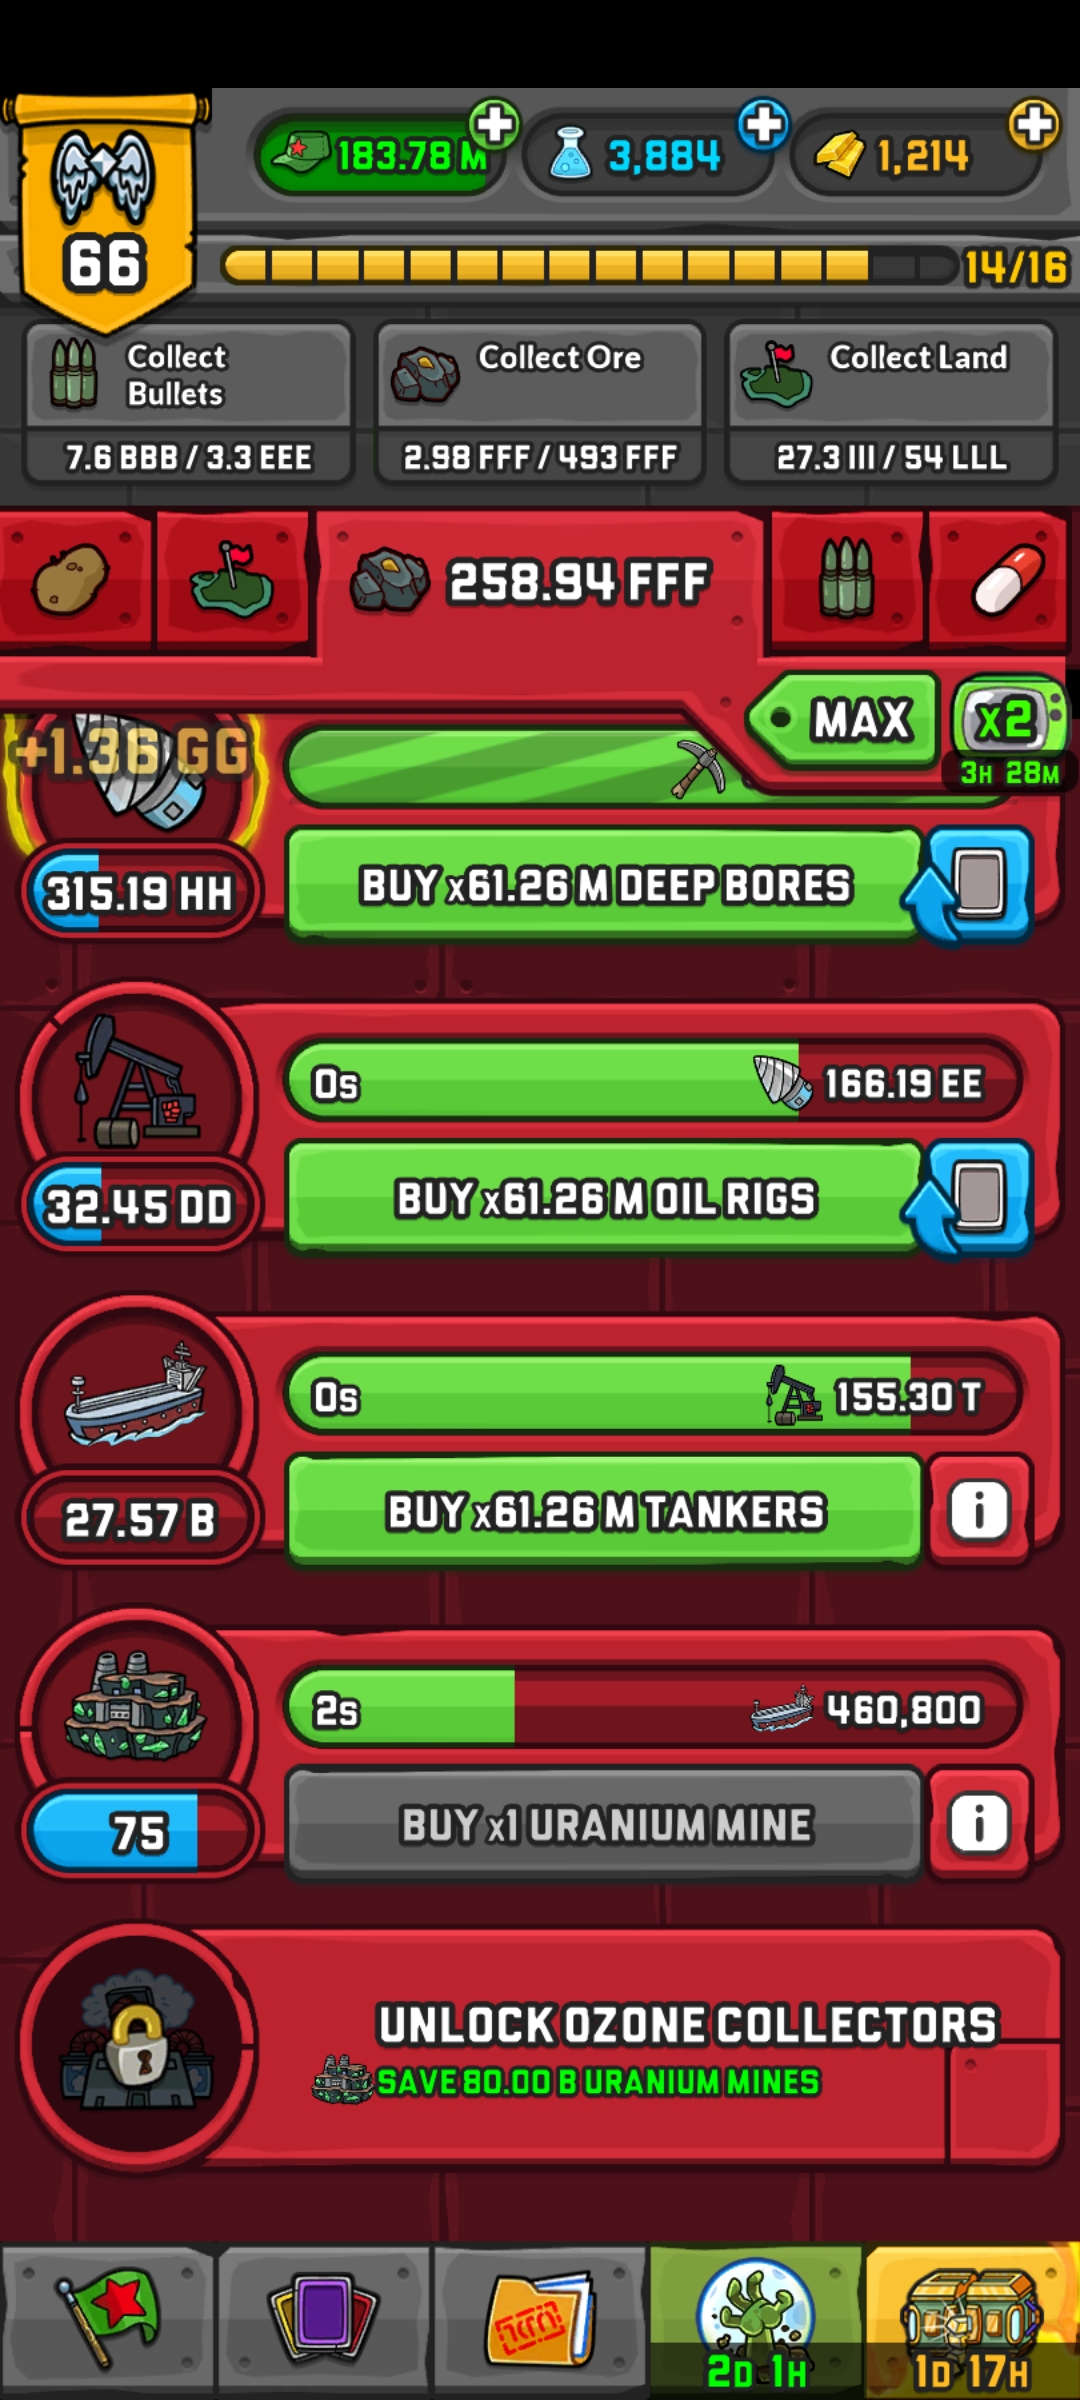 183.78 M
3,884
1,214
66
14/16
Collect
Bullets
7.6 BBB / 3.3 EEE
Collect Ore
2.98 FFF / 493 FFF
Collect Land
27.3 III / 54 LLL
258.94 FFF
MAX
x2
3H 28M
+1.36 GG
315.19 HH
BUY x61.26 M DEEP BORES
0s
166.19 EE
32.45 DD
BUY x61.26 M OIL RIGS
0s
155.30 T
27.57 B
BUY x61.26 M TANKERS
i
2s
460,800
75
BUY x1 URANIUM MINE
i
UNLOCK OZONE COLLECTORS
SAVE 80.00 B URANIUM MINES
2D 1H
1D 17H